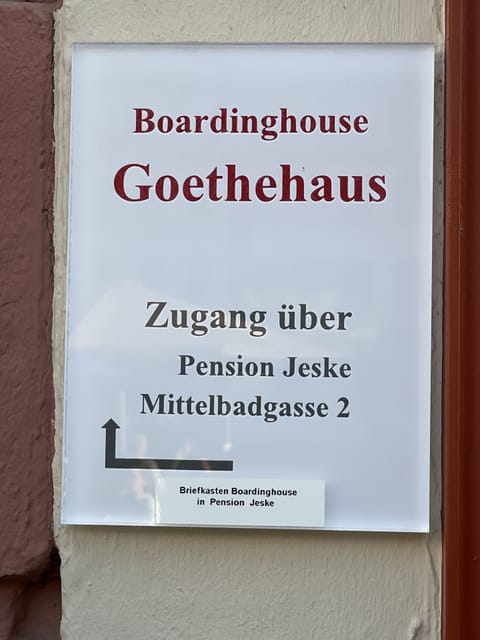 Boardinghouse
Goethehaus
Zugang über
Pension Jeske
Mittelbadgasse 2
Briefkasten Boardinghouse
in Pension Jeske